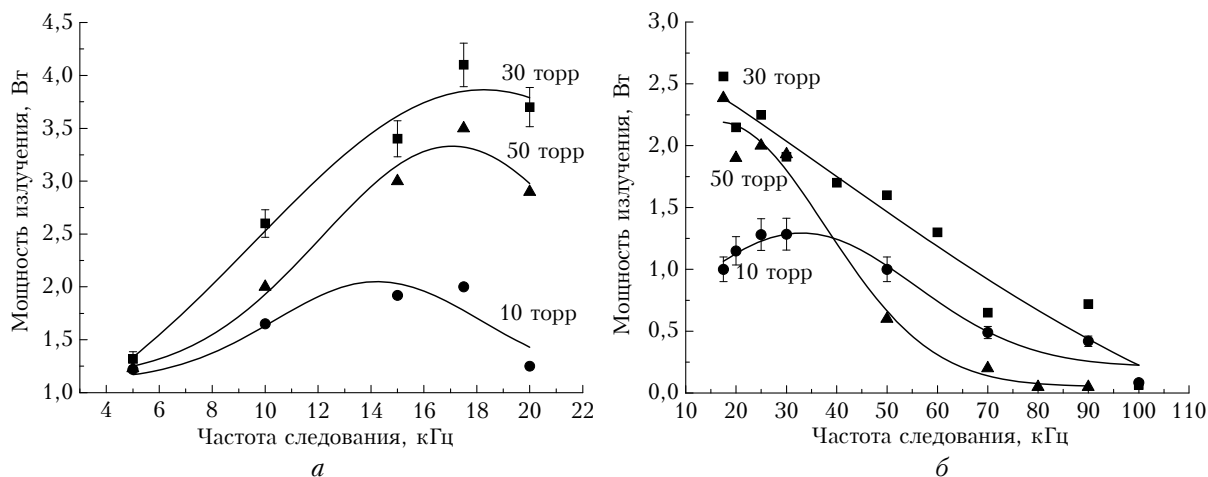 Мощность излучения, Вт
4,5
4,0
3,5
3,0
2,5
2,0
1,5
1,0
30 торр
50 торр
10 торр
4 6 8 10 12 14 16 18 20 22
Частота следования, кГц
а
Мощность излучения, Вт
3,0
2,5
2,0
1,5
1,0
0,5
0,0
30 торр
50 торр
10 торр
10 20 30 40 50 60 70 80 90 100 110
Частота следования, кГц
б